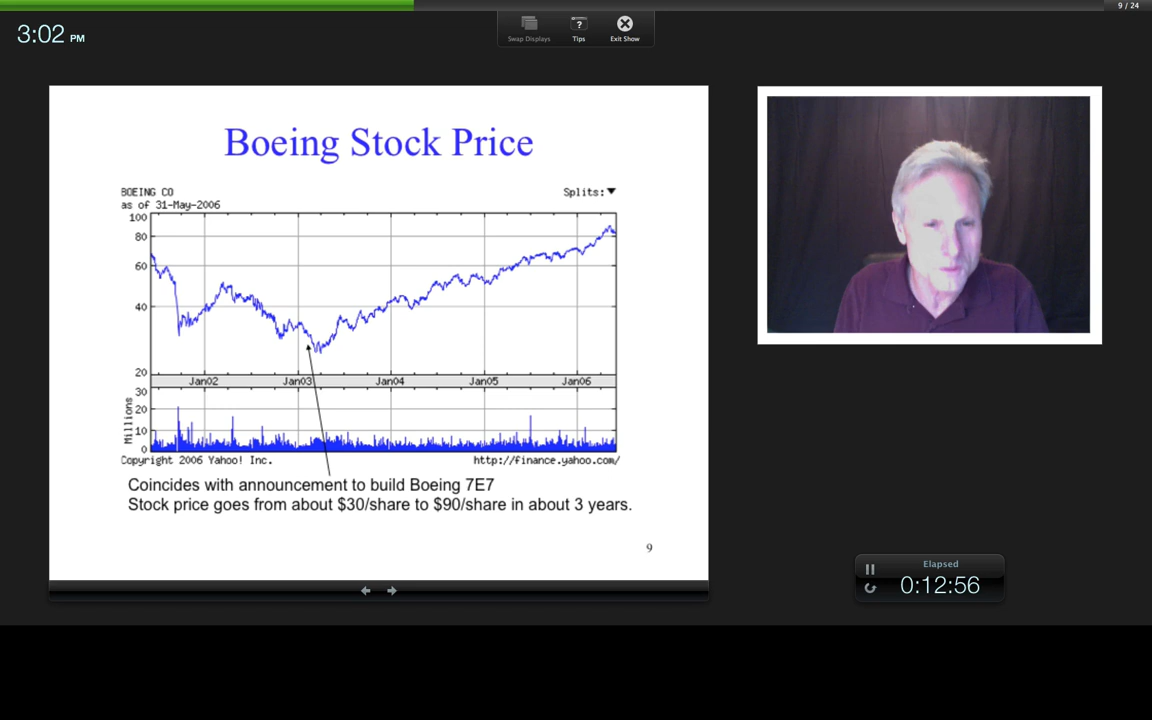 9 / 24
3:02 PM
Swap Displays
Tips
Exit Show
Boeing Stock Price
BOEING CO
Splits:▼
as of 31-May-2006
100
80
60
40
20
Jan02 Jan03 Jan04 Jan05 Jan06
30
20
10
0
Millions
Copyright 2006 Yahoo! Inc.
http://finance.yahoo.com/
Coincides with announcement to build Boeing 7E7
Stock price goes from about $30/share to $90/share in about 3 years.
9
Elapsed
0:12:56